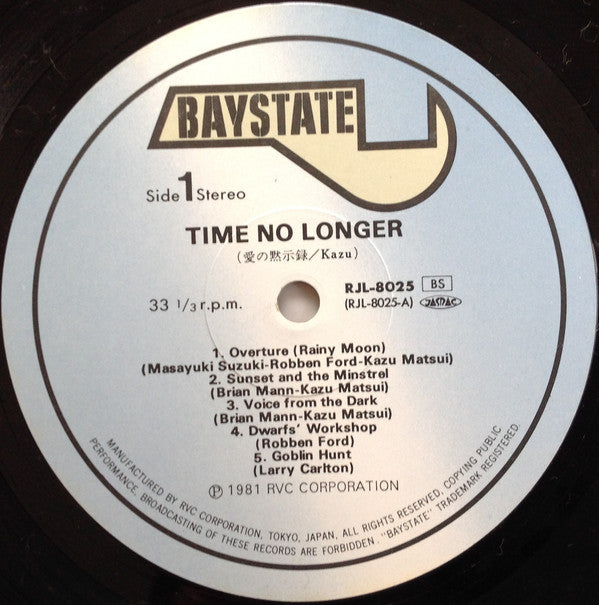 BAYSTATE
Side 1 Stereo
TIME NO LONGER
(愛の黙示録/Kazu)
33 1/3 r.p.m.
RJL-8025 BS
(RJL-8025-A) JASRAC
1. Overture (Rainy Moon)
(Masayuki Suzuki-Robben Ford-Kazu Matsui)
2. Sunset and the Minstrel
(Brian Mann-Kazu Matsui)
3. Voice from the Dark
(Brian Mann-Kazu Matsui)
4. Dwarfs' Workshop
(Robben Ford)
5. Goblin Hunt
(Larry Carlton)
Ⓟ 1981 RVC CORPORATION
MANUFACTURED BY RVC CORPORATION, TOKYO, JAPAN. ALL RIGHTS RESERVED, COPYING PUBLIC
PERFORMANCE, BROADCASTING OF THESE RECORDS ARE FORBIDDEN. "BAYSTATE" TRADEMARK REGISTERED.